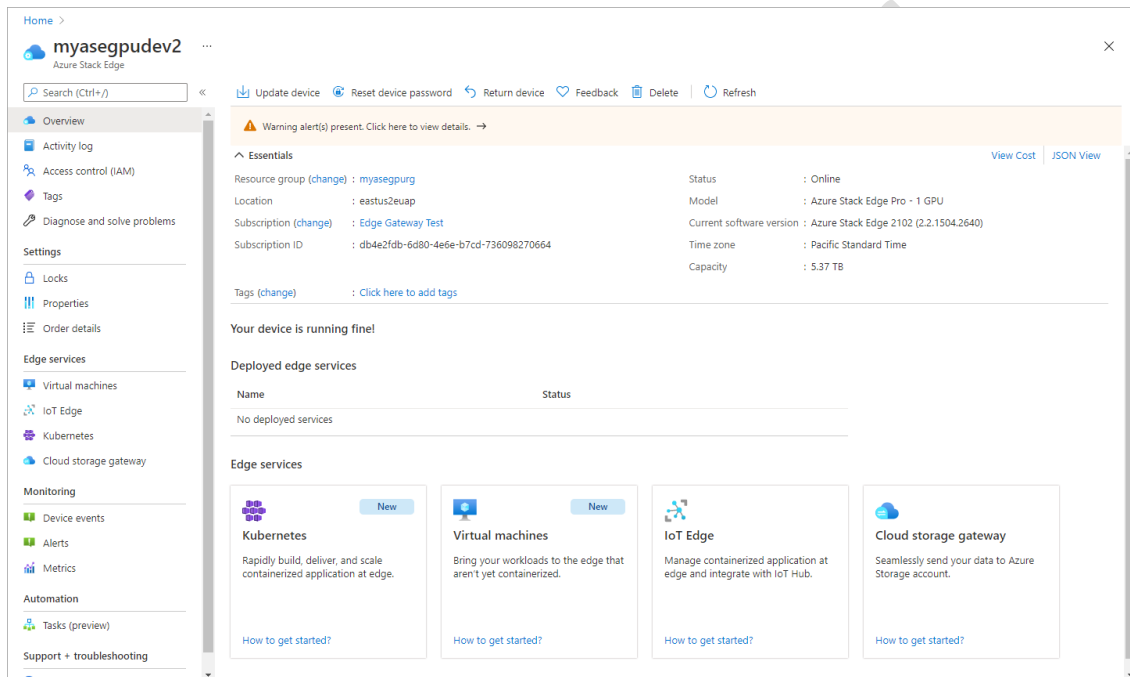 Home >
myasegpudev2 ...
Azure Stack Edge
Search (Ctrl+/)
«
Overview
Activity log
Access control (IAM)
Tags
Diagnose and solve problems
Settings
Locks
Properties
Order details
Edge services
Virtual machines
IoT Edge
Kubernetes
Cloud storage gateway
Monitoring
Device events
Alerts
Metrics
Automation
Tasks (preview)
Support + troubleshooting
Update device Reset device password Return device Feedback Delete Refresh
Warning alert(s) present. Click here to view details. →
Essentials
View Cost JSON View
Resource group (change) : myasegpurg
Location : eastus2euap
Subscription (change) : Edge Gateway Test
Subscription ID : db4e2fdb-6d80-4e6e-b7cd-736098270664
Status : Online
Model : Azure Stack Edge Pro - 1 GPU
Current software version : Azure Stack Edge 2102 (2.2.1504.2640)
Time zone : Pacific Standard Time
Capacity : 5.37 TB
Tags (change) : Click here to add tags
Your device is running fine!
Deployed edge services
Name Status
No deployed services
Edge services
New
Kubernetes
Rapidly build, deliver, and scale
containerized application at edge.
How to get started?
New
Virtual machines
Bring your workloads to the edge that
aren't yet containerized.
How to get started?
IoT Edge
Manage containerized application at
edge and integrate with IoT Hub.
How to get started?
Cloud storage gateway
Seamlessly send your data to Azure
Storage account.
How to get started?